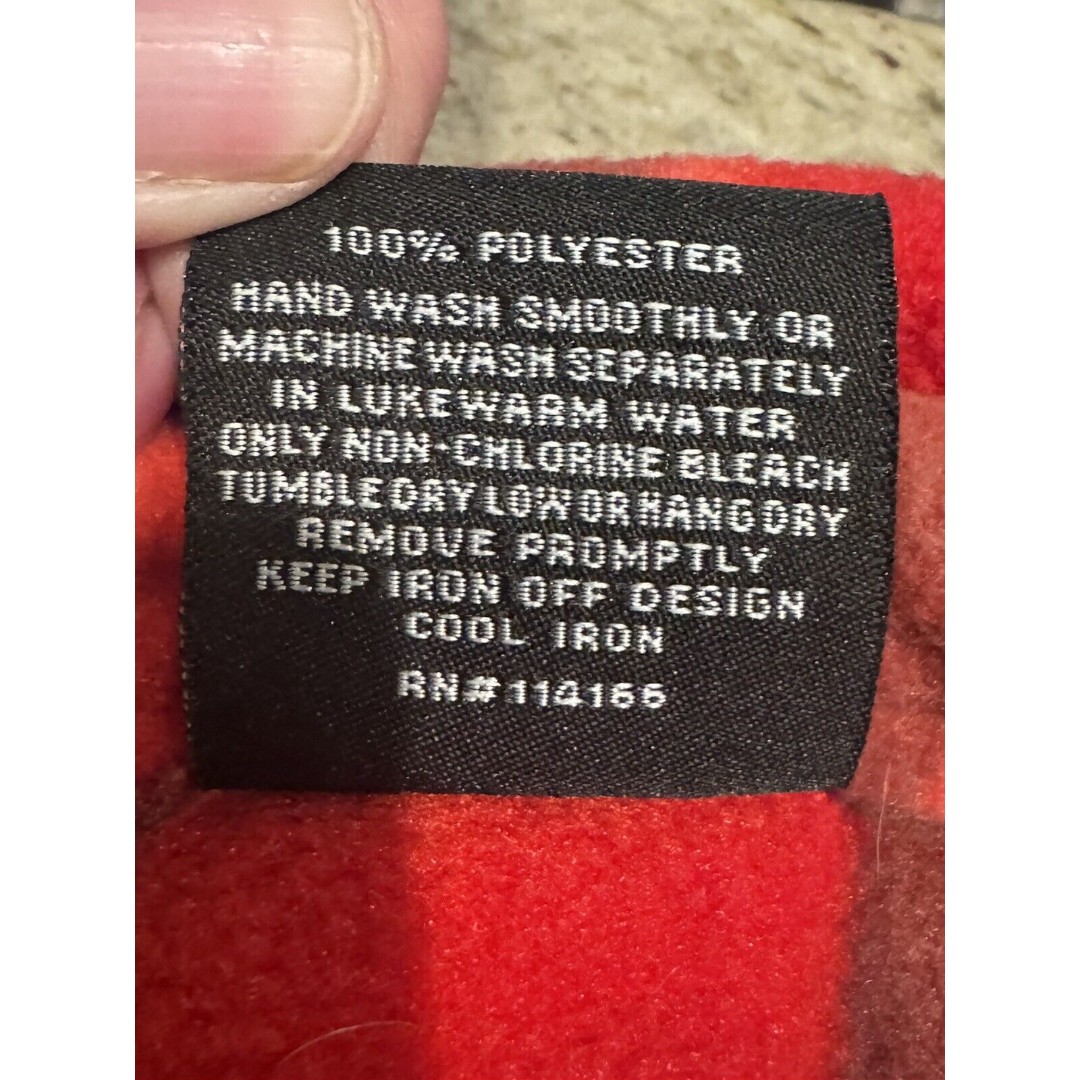 100% POLYESTER
HAND WASH SMOOTHLY OR
MACHINE WASH SEPARATELY
IN LUKEWARM WATER
ONLY NON-CHLORINE BLEACH
TUMBLE DRY LOW OR HANG DRY
REMOVE PROMPTLY
KEEP IRON OFF DESIGN
COOL IRON
RN#114166